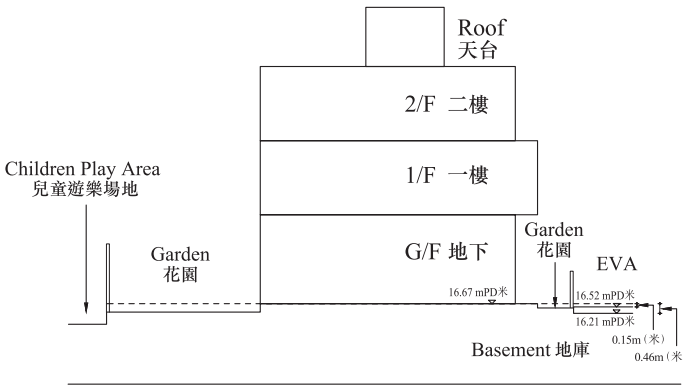 Roof
天台
2/F 二樓
1/F 一樓
Children Play Area
兒童遊樂場地
G/F 地下
Garden
花園
Garden
花園
EVA
16.67 mPD米
16.52 mPD米
16.21 mPD米
0.15m (米)
0.46m (米
Basement 地庫